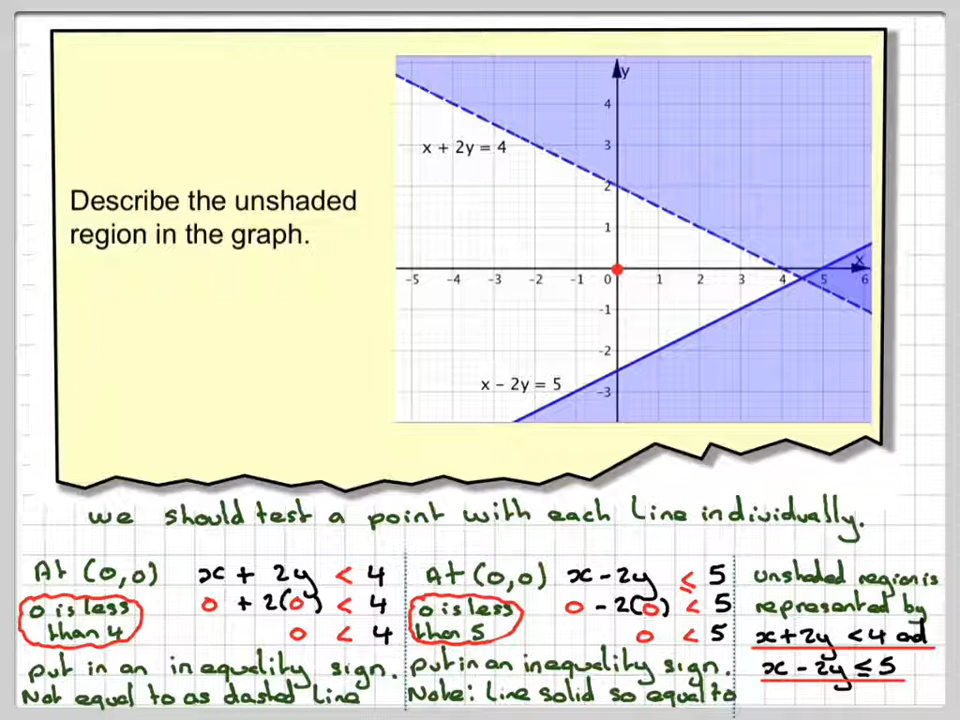 Describe the unshaded
region in the graph.
y
4
x + 2y = 4
3
2
1
x
-5 -4 -3 -2 -1 0 1 2 3 4 5 6
-1
-2
x – 2y = 5
-3
we should test a point with each Line individually.
At (0,0) x + 2y < 4
0 is less 0 + 2(0) < 4
than 4 0 < 4
put in an inequality sign.
Not equal to as dasted line
At (0,0) x - 2y ≤ 5
0 is less 0 - 2(0) < 5
than 5 0 < 5
put in an inequality sign.
Note: Line solid so equal to
unshaded region is
represented by
x + 2y < 4 and
x - 2y ≤ 5